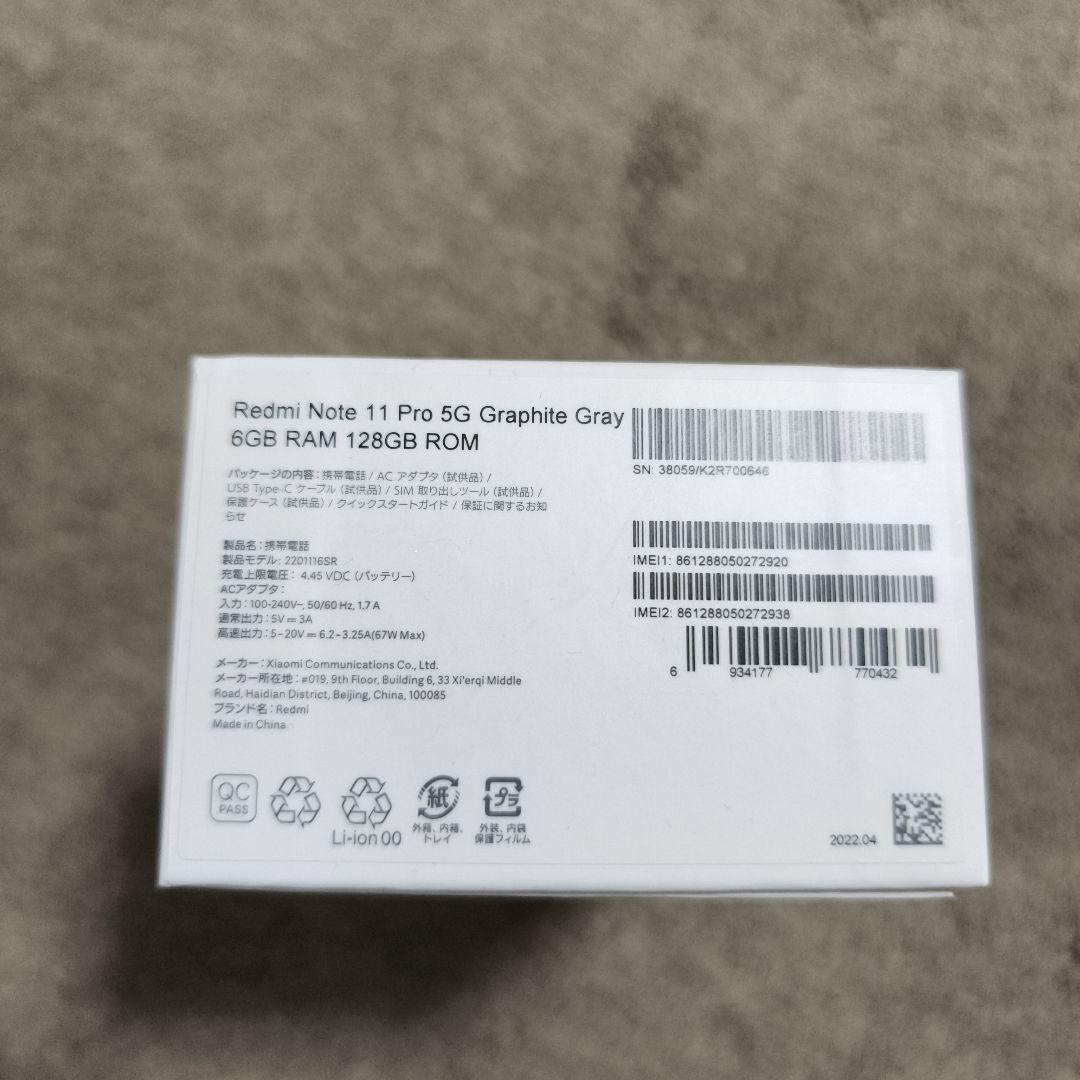 Redmi Note 11 Pro 5G Graphite Gray
6GB RAM 128GB ROM
パッケージの内容：携帯電話 / AC アダプタ（試供品）/
USB Type-C ケーブル（試供品）/ SIM 取り出しツール（試供品）/
保護ケース（試供品）/ クイックスタートガイド / 保証に関するお知
らせ
製品名：携帯電話
製品モデル: 2201116SR
充電上限電圧： 4.45 VDC（バッテリー）
ACアダプタ：
入力：100-240V~, 50/60 Hz, 1.7 A
通常出力：5V⎓3A
高速出力：5-20V⎓6.2-3.25A(67W Max)
メーカー：Xiaomi Communications Co., Ltd.
メーカー所在地：#019, 9th Floor, Building 6, 33 Xi'erqi Middle
Road, Haidian District, Beijing, China, 100085
ブランド名：Redmi
Made in China
SN: 38059/K2R700646
IMEI1: 861288050272920
IMEI2: 861288050272938
6 934177 770432
QC
PASS
Li-ion 00
紙
外箱、内箱、
トレイ
プラ
外装、内袋
保護フィルム
2022.04